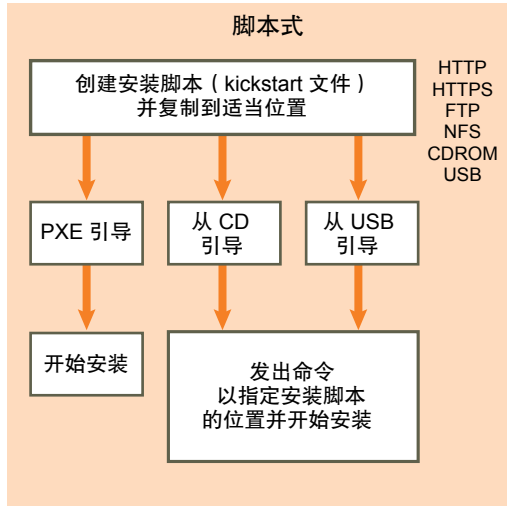 脚本式
创建安装脚本（kickstart 文件）
并复制到适当位置
HTTP
HTTPS
FTP
NFS
CDROM
USB
PXE 引导
从 CD
引导
从 USB
引导
开始安装
发出命令
以指定安装脚本
的位置并开始安装